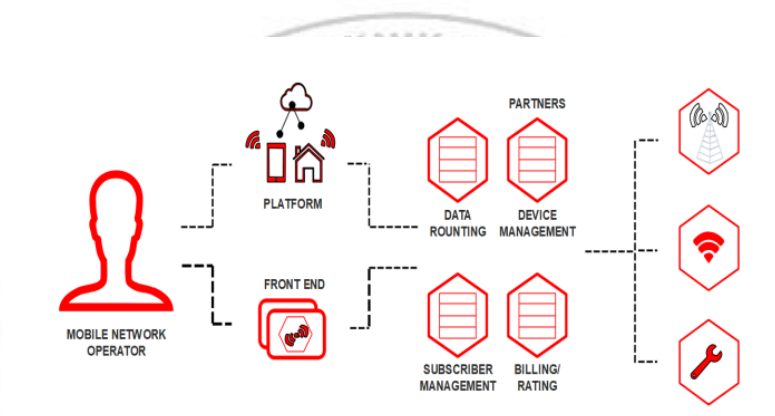 PARTNERS
PLATFORM
DATA
ROUNTING
DEVICE
MANAGEMENT
FRONT END
MOBILE NETWORK
OPERATOR
SUBSCRIBER
MANAGEMENT
BILLING/
RATING